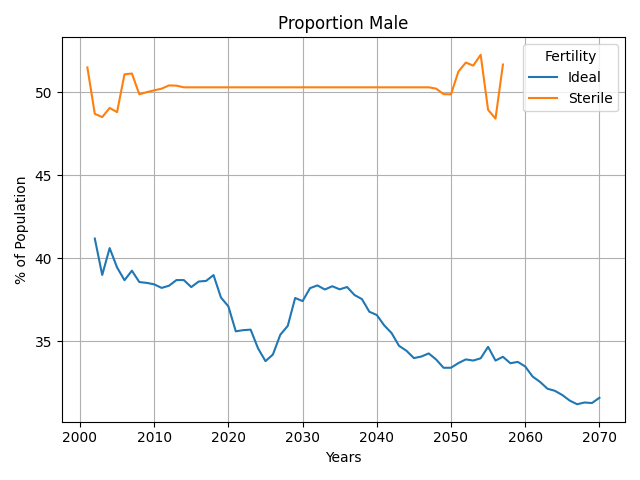 Proportion Male
Fertility
Ideal
Sterile
% of Population
50
45
40
35
2000 2010 2020 2030 2040 2050 2060 2070
Years